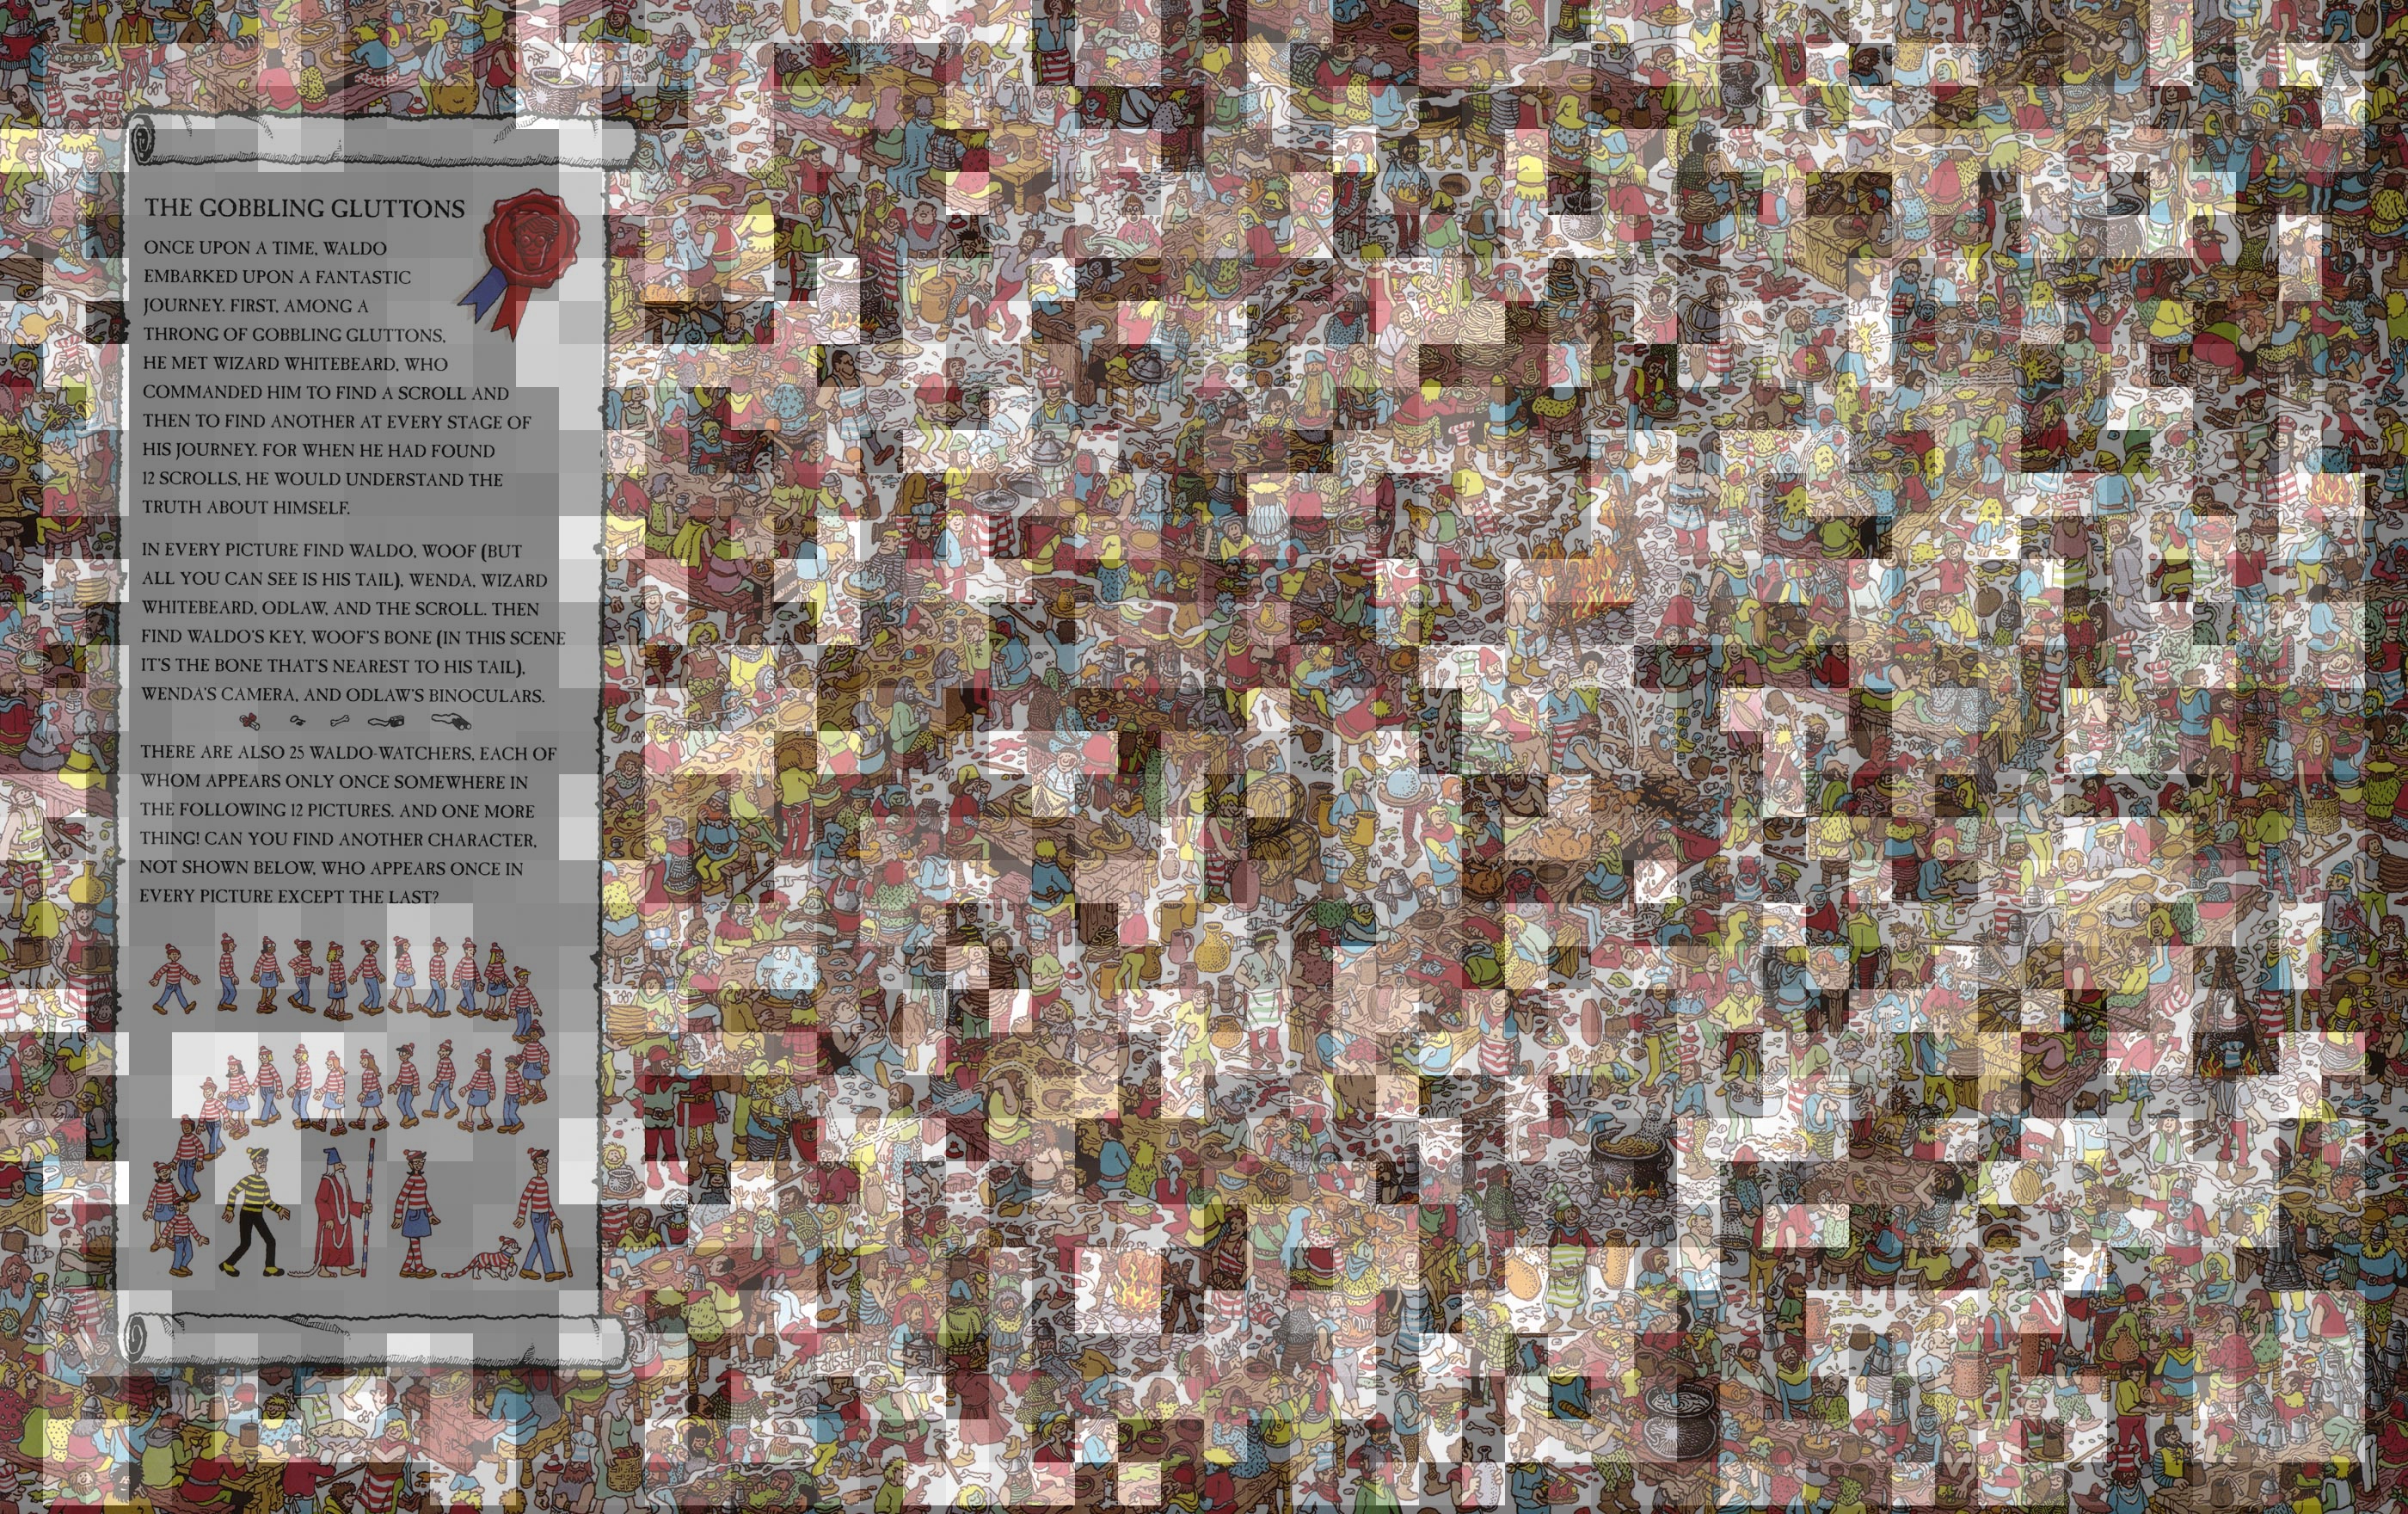 THE GOBBLING GLUTTONS
ONCE UPON A TIME, WALDO
EMBARKED UPON A FANTASTIC
JOURNEY. FIRST, AMONG A
THRONG OF GOBBLING GLUTTONS,
HE MET WIZARD WHITEBEARD, WHO
COMMANDED HIM TO FIND A SCROLL AND
THEN TO FIND ANOTHER AT EVERY STAGE OF
HIS JOURNEY. FOR WHEN HE HAD FOUND
12 SCROLLS, HE WOULD UNDERSTAND THE
TRUTH ABOUT HIMSELF.
IN EVERY PICTURE FIND WALDO, WOOF (BUT
ALL YOU CAN SEE IS HIS TAIL), WENDA, WIZARD
WHITEBEARD, ODLAW, AND THE SCROLL. THEN
FIND WALDO'S KEY, WOOF'S BONE (IN THIS SCENE
IT'S THE BONE THAT'S NEAREST TO HIS TAIL),
WENDA'S CAMERA, AND ODLAW'S BINOCULARS.
THERE ARE ALSO 25 WALDO-WATCHERS, EACH OF
WHOM APPEARS ONLY ONCE SOMEWHERE IN
THE FOLLOWING 12 PICTURES. AND ONE MORE
THING! CAN YOU FIND ANOTHER CHARACTER,
NOT SHOWN BELOW, WHO APPEARS ONCE IN
EVERY PICTURE EXCEPT THE LAST?